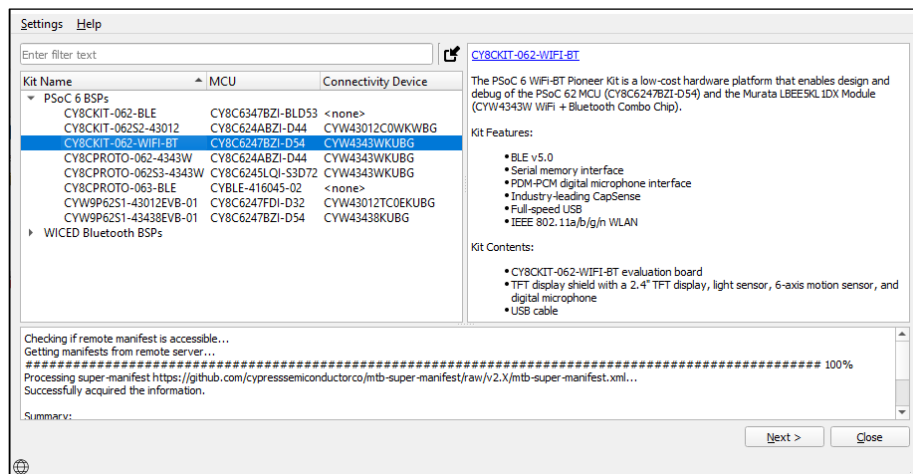 Settings Help
Enter filter text
Kit Name MCU Connectivity Device
PSoC 6 BSPs
CY8CKIT-062-BLE CY8C6347BZI-BLD53 <none>
CY8CKIT-062S2-43012 CY8C624ABZI-D44 CYW43012C0WKWBG
CY8CKIT-062-WIFI-BT CY8C6247BZI-D54 CYW4343WKUBG
CY8CPROTO-062-4343W CY8C624ABZI-D44 CYW4343WKUBG
CY8CPROTO-062S3-4343W CY8C6245LQI-S3D72 CYW4343WKUBG
CY8CPROTO-063-BLE CYBLE-416045-02 <none>
CYW9P62S1-43012EVB-01 CY8C6247FDI-D32 CYW43012TC0EKUBG
CYW9P62S1-43438EVB-01 CY8C6247BZI-D54 CYW43438KUBG
WICED Bluetooth BSPs
CY8CKIT-062-WIFI-BT
The PSoC 6 WiFi-BT Pioneer Kit is a low-cost hardware platform that enables design and
debug of the PSoC 62 MCU (CY8C6247BZI-D54) and the Murata LBEE5KL1DX Module
(CYW4343W WiFi + Bluetooth Combo Chip).
Kit Features:
• BLE v5.0
• Serial memory interface
• PDM-PCM digital microphone interface
• Industry-leading CapSense
• Full-speed USB
• IEEE 802.11a/b/g/n WLAN
Kit Contents:
• CY8CKIT-062-WIFI-BT evaluation board
• TFT display shield with a 2.4" TFT display, light sensor, 6-axis motion sensor, and
digital microphone
• USB cable
Checking if remote manifest is accessible...
Getting manifests from remote server...
################################################################################ 100%
Processing super-manifest https://github.com/cypresssemiconductorco/mtb-super-manifest/raw/v2.X/mtb-super-manifest.xml...
Successfully acquired the information.
Summary:
Next > Close